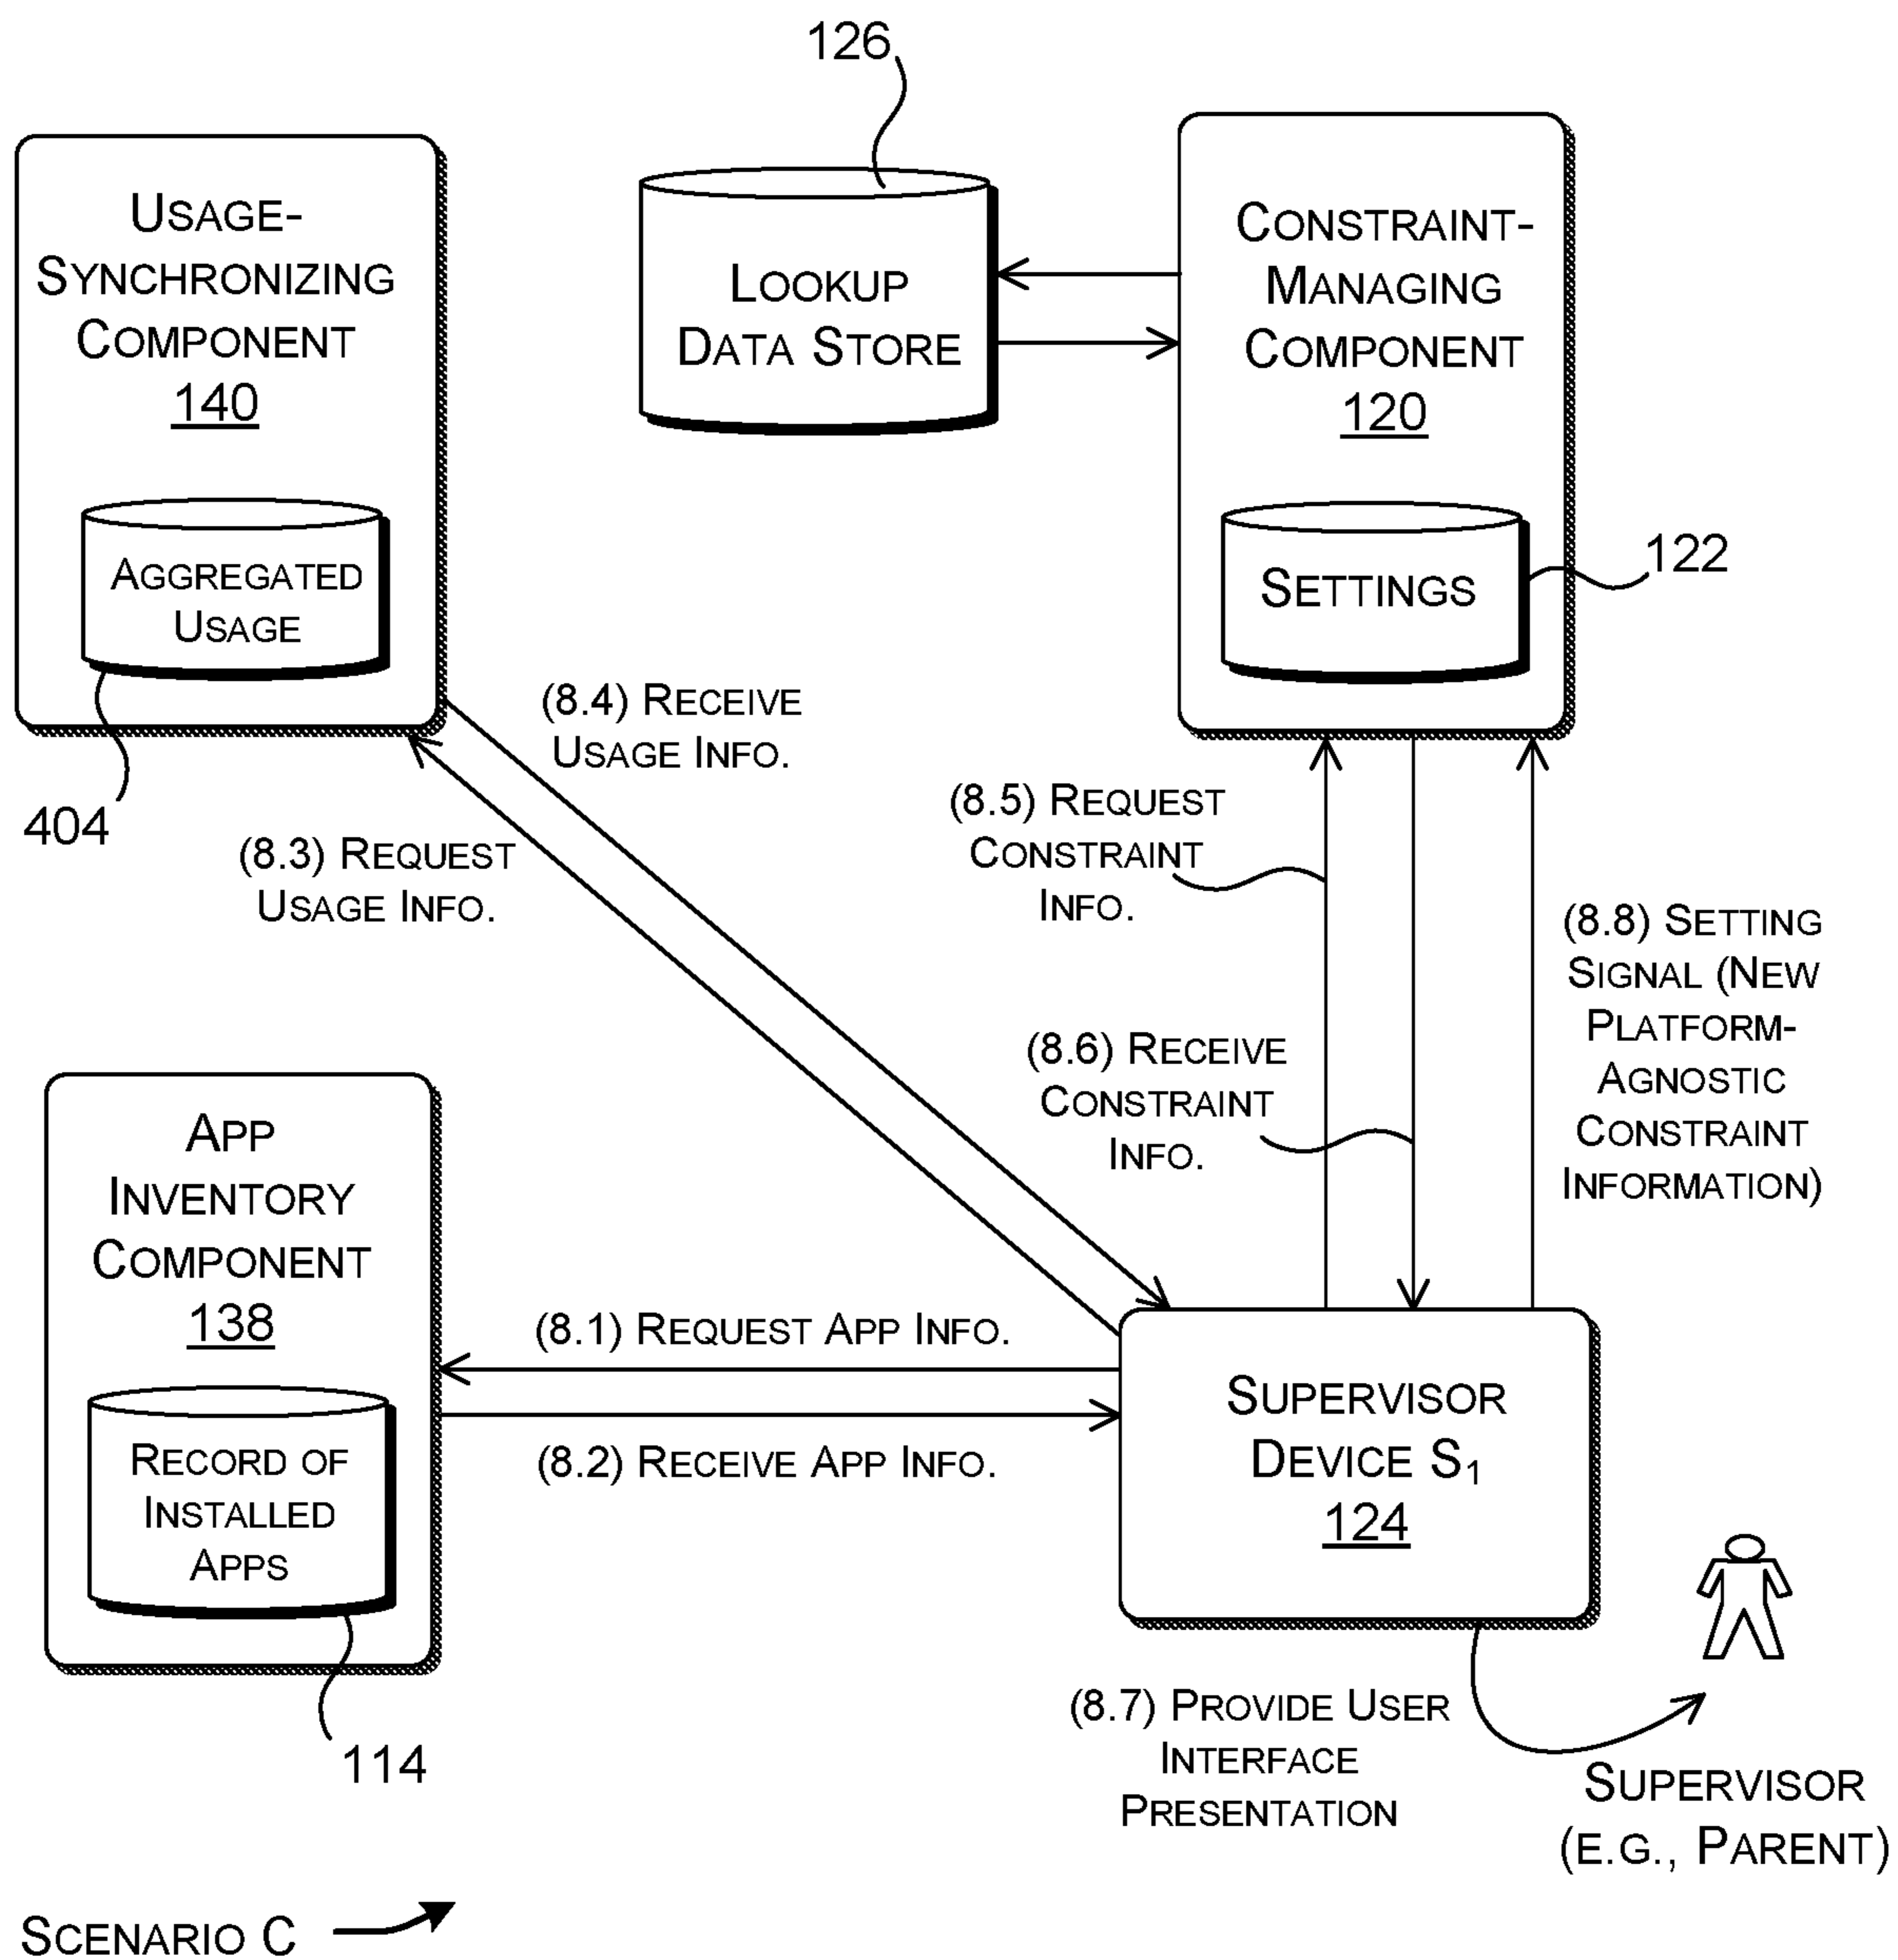 126
USAGE-
SYNCHRONIZING
COMPONENT
140
AGGREGATED
USAGE
404
LOOKUP
DATA STORE
CONSTRAINT-
MANAGING
COMPONENT
120
SETTINGS
122
(8.4) RECEIVE
USAGE INFO.
(8.3) REQUEST
USAGE INFO.
(8.5) REQUEST
CONSTRAINT
INFO.
(8.6) RECEIVE
CONSTRAINT
INFO.
(8.8) SETTING
SIGNAL (NEW
PLATFORM-
AGNOSTIC
CONSTRAINT
INFORMATION)
APP
INVENTORY
COMPONENT
138
RECORD OF
INSTALLED
APPS
114
(8.1) REQUEST APP INFO.
(8.2) RECEIVE APP INFO.
SUPERVISOR
DEVICE S1
124
(8.7) PROVIDE USER
INTERFACE
PRESENTATION
SUPERVISOR
(E.G., PARENT)
SCENARIO C